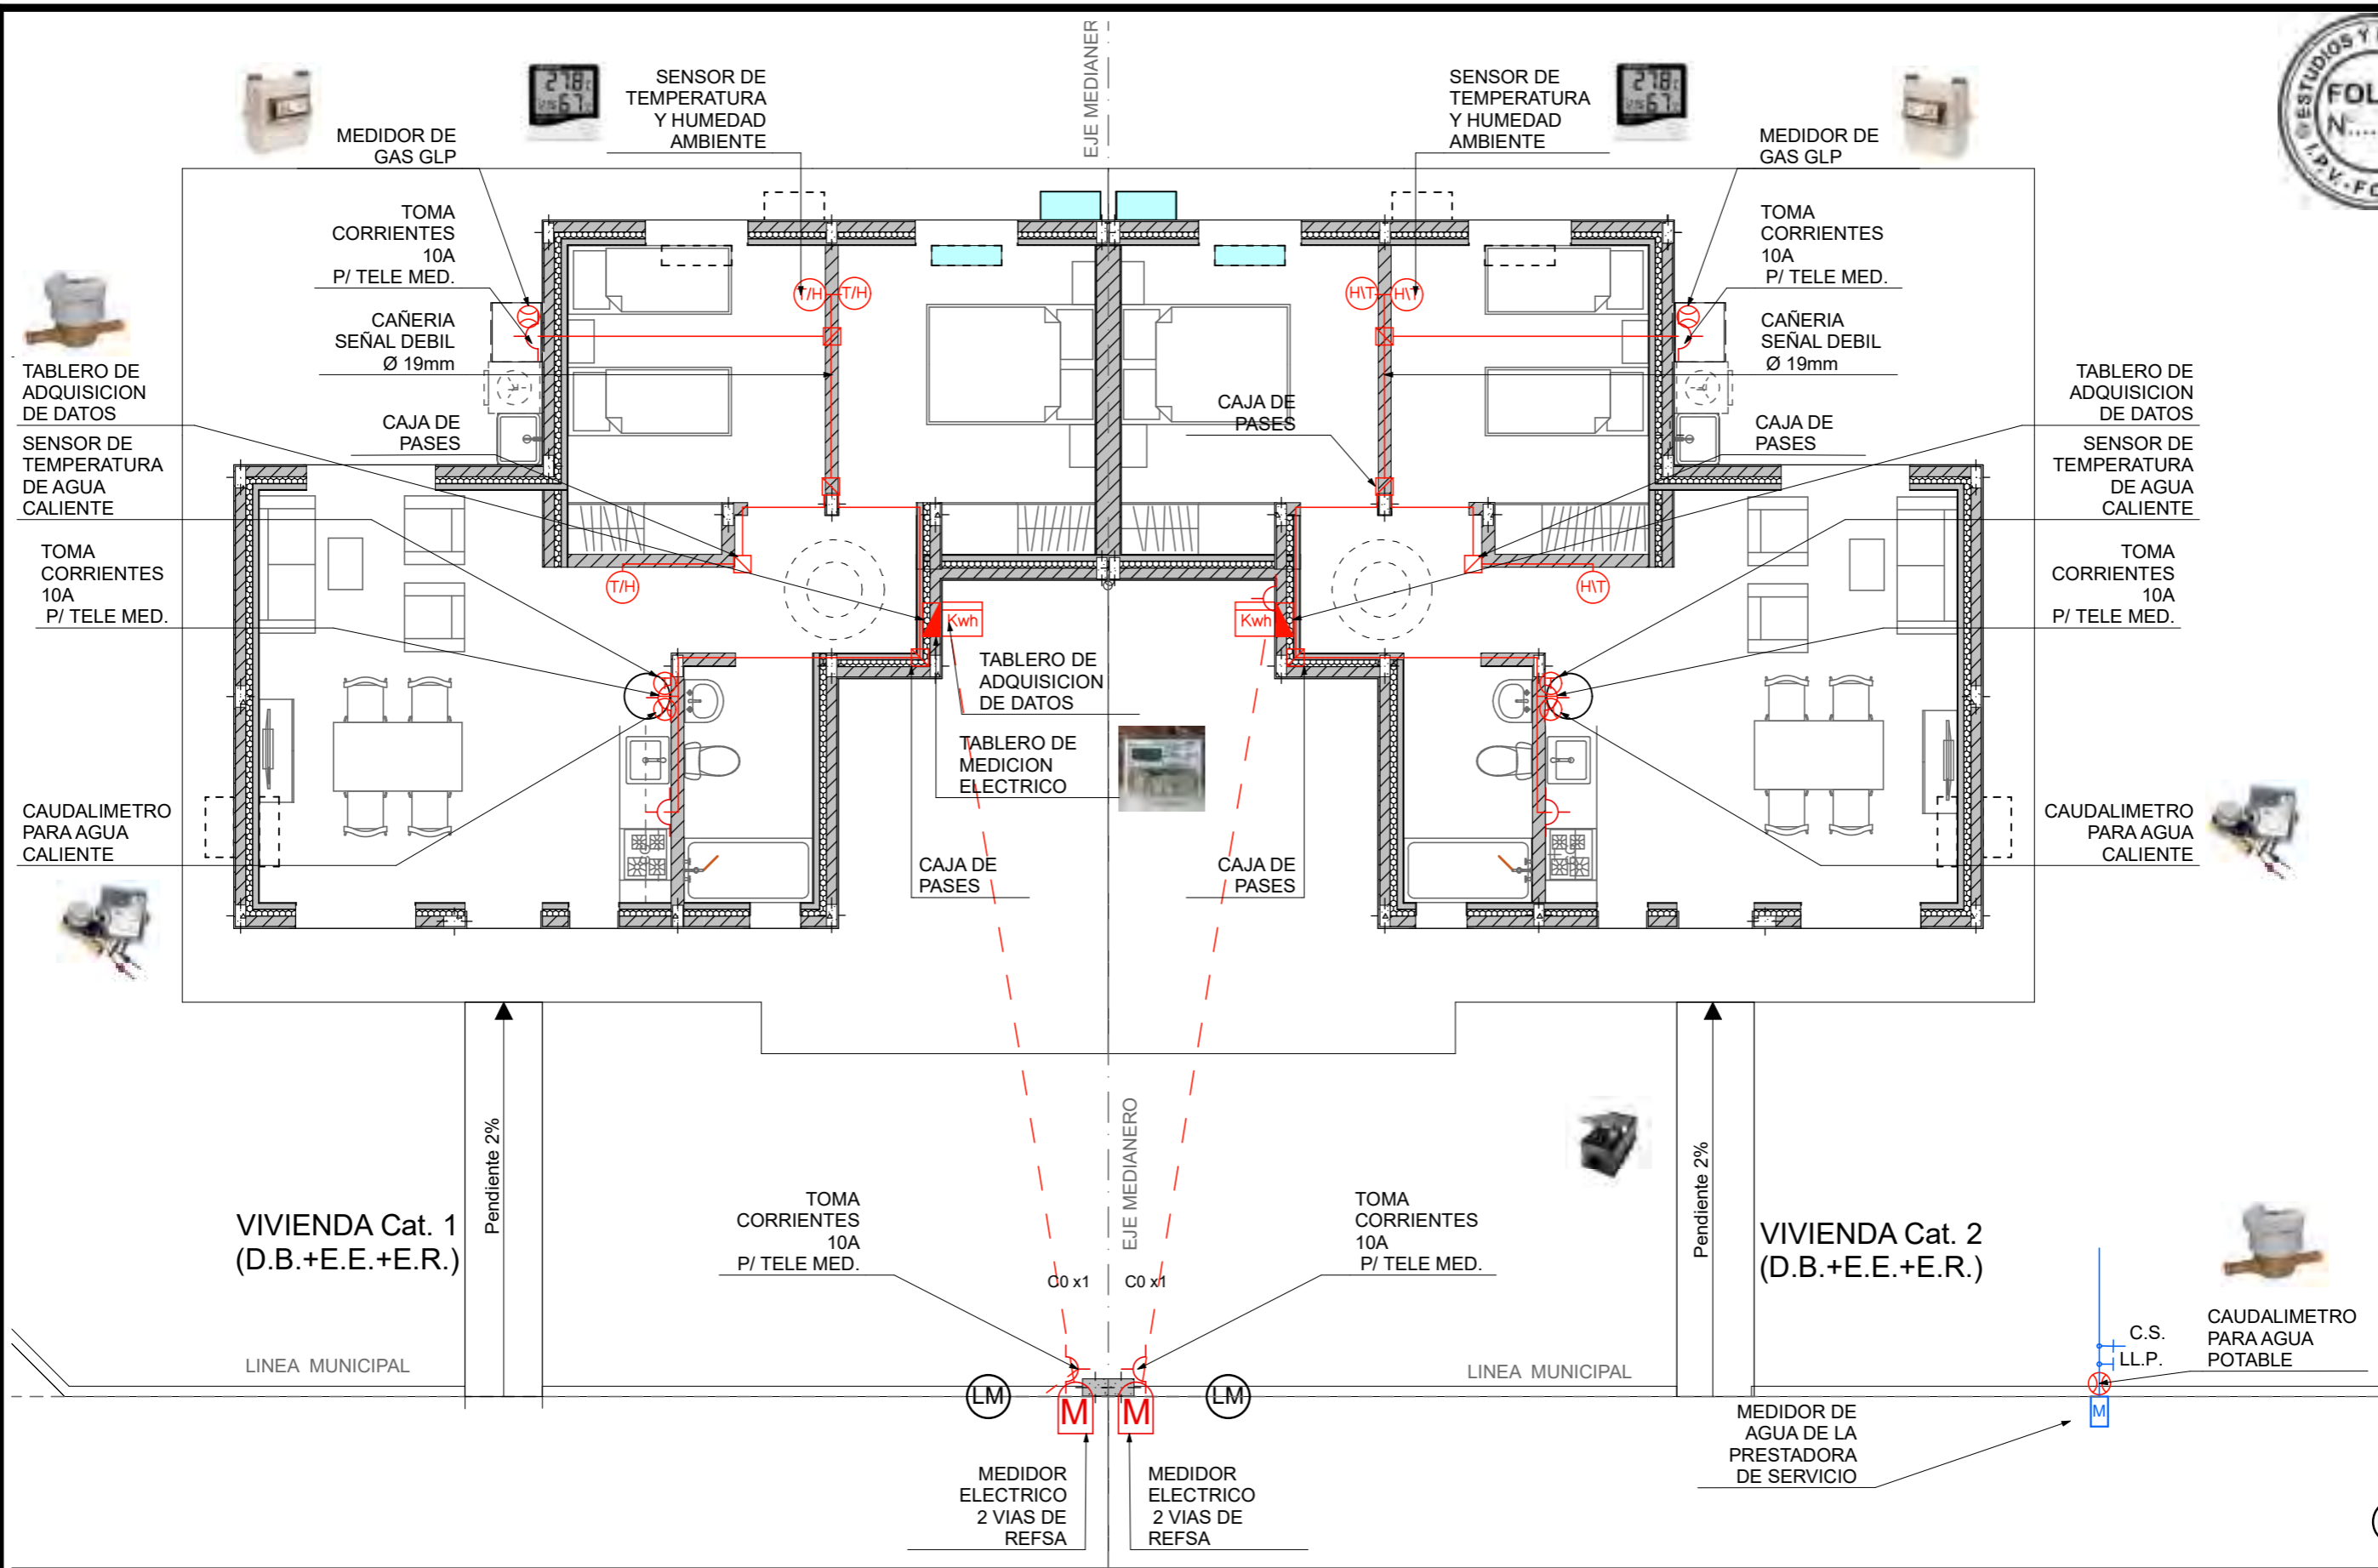 EJE MEDIANER
SENSOR DE
TEMPERATURA
Y HUMEDAD
AMBIENTE
SENSOR DE
TEMPERATURA
Y HUMEDAD
AMBIENTE
ESTUDIOS Y
FOL
N.....
I.P.V.-FO
MEDIDOR DE
GAS GLP
MEDIDOR DE
GAS GLP
TOMA
CORRIENTES
10A
P/ TELE MED.
TOMA
CORRIENTES
10A
P/ TELE MED.
T/H
T/H
H\T
H\T
CAÑERIA
SEÑAL DEBIL
Ø 19mm
CAÑERIA
SEÑAL DEBIL
Ø 19mm
TABLERO DE
ADQUISICION
DE DATOS
TABLERO DE
ADQUISICION
DE DATOS
CAJA DE
PASES
CAJA DE
PASES
CAJA DE
PASES
SENSOR DE
TEMPERATURA
DE AGUA
CALIENTE
SENSOR DE
TEMPERATURA
DE AGUA
CALIENTE
TOMA
CORRIENTES
10A
P/ TELE MED.
TOMA
CORRIENTES
10A
P/ TELE MED.
T/H
H\T
Kwh
Kwh
TABLERO DE
ADQUISICION
DE DATOS
TABLERO DE
MEDICION
ELECTRICO
CAUDALIMETRO
PARA AGUA
CALIENTE
CAUDALIMETRO
PARA AGUA
CALIENTE
CAJA DE
PASES
CAJA DE
PASES
Pendiente 2%
EJE MEDIANERO
Pendiente 2%
VIVIENDA Cat. 1
(D.B.+E.E.+E.R.)
TOMA
CORRIENTES
10A
P/ TELE MED.
TOMA
CORRIENTES
10A
P/ TELE MED.
VIVIENDA Cat. 2
(D.B.+E.E.+E.R.)
C0 x1
C0 x1
C.S.
LL.P.
CAUDALIMETRO
PARA AGUA
POTABLE
LINEA MUNICIPAL
LINEA MUNICIPAL
LM
M
M
LM
M
MEDIDOR DE
AGUA DE LA
PRESTADORA
DE SERVICIO
MEDIDOR
ELECTRICO
2 VIAS DE
REFSA
MEDIDOR
ELECTRICO
2 VIAS DE
REFSA